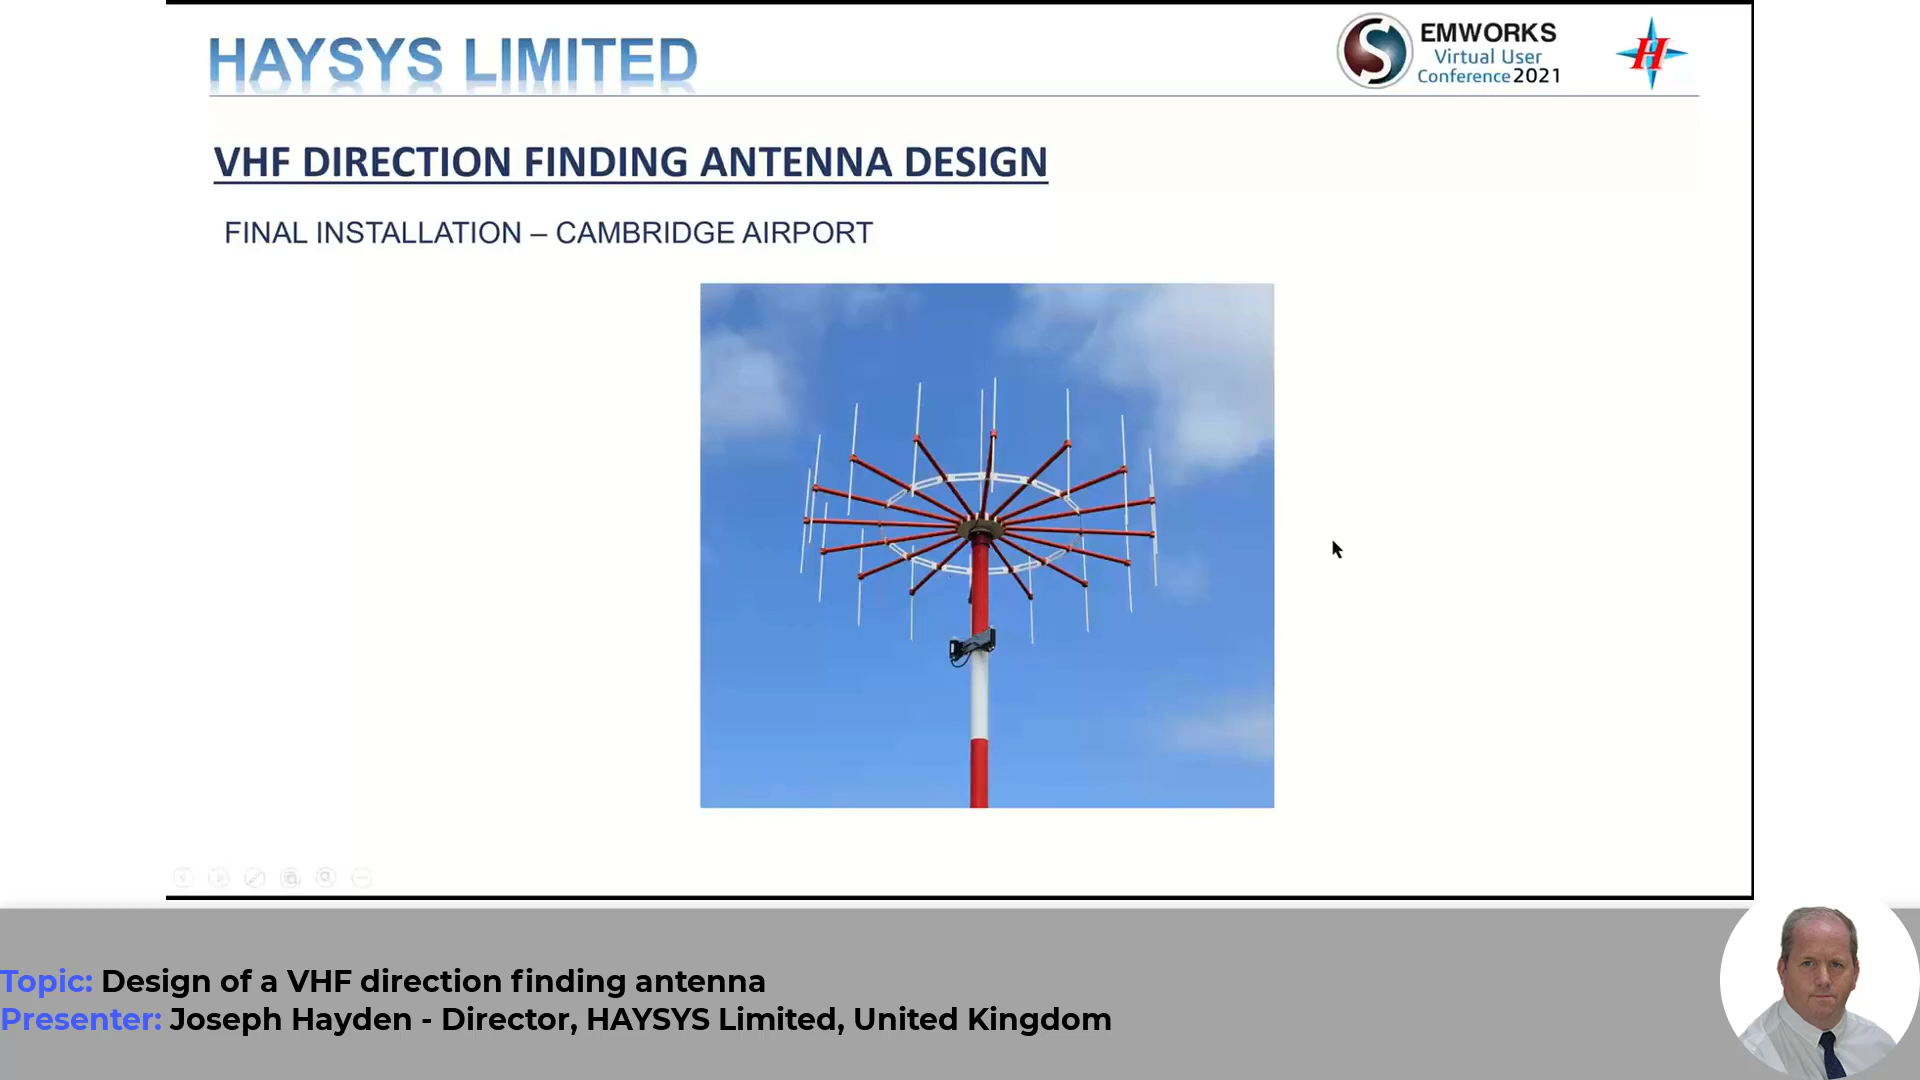 HAYSYS LIMITED
EMWORKS
Virtual User
Conference 2021
H
VHF DIRECTION FINDING ANTENNA DESIGN
FINAL INSTALLATION – CAMBRIDGE AIRPORT
Topic: Design of a VHF direction finding antenna
Presenter: Joseph Hayden - Director, HAYSYS Limited, United Kingdom